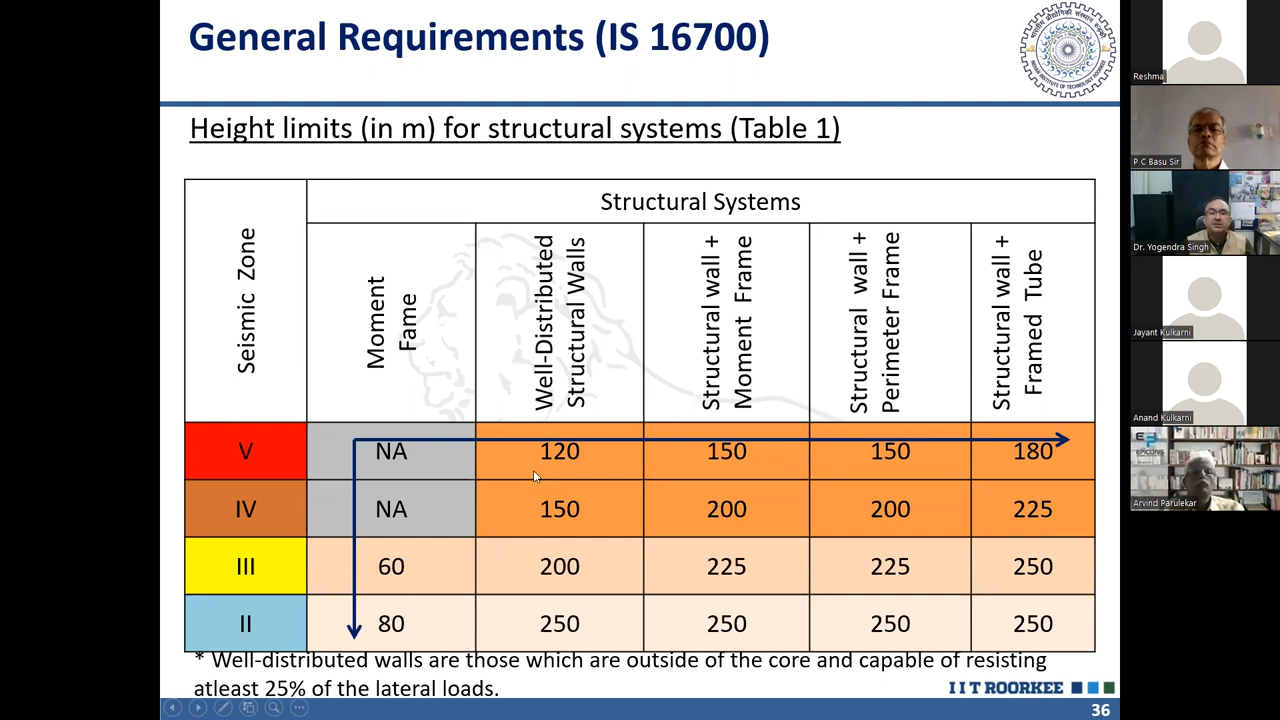 General Requirements (IS 16700)
Height limits (in m) for structural systems (Table 1)
Seismic Zone
Structural Systems
Moment
Fame
Well-Distributed
Structural Walls
Structural wall +
Moment Frame
Structural wall +
Perimeter Frame
Structural wall +
Framed Tube
V NA 120 150 150 180
IV NA 150 200 200 225
III 60 200 225 225 250
II 80 250 250 250 250
* Well-distributed walls are those which are outside of the core and capable of resisting
atleast 25% of the lateral loads.
IIT ROORKEE
36
Reshma
P C Basu Sir
Dr. Yogendra Singh
Jayant Kulkarni
Anand Kulkarni
Arvind Parulekar